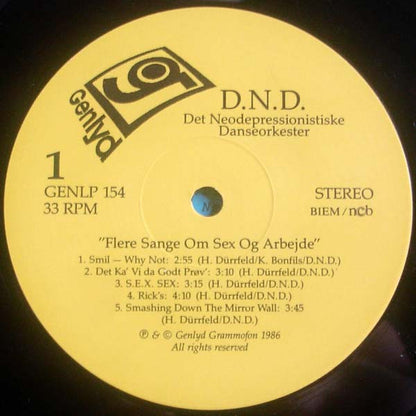 Genlyd
D.N.D.
Det Neodepressionistiske
Danseorkester
1
GENLP 154
33 RPM
STEREO
BIEM/ncb
"Flere Sange Om Sex Og Arbejde"
1. Smil — Why Not: 2:55 (H. Dürrfeld/K. Bonfils/D.N.D.)
2. Det Ka' Vi da Godt Prøv': 3:10 (H. Dürrfeld/D.N.D.)
3. S.E.X. SEX: 3:15 (H. Dürrfeld/D.N.D.)
4. Rick's: 4:10 (H. Dürrfeld/D.N.D.)
5. Smashing Down The Mirror Wall: 3:45
(H. Dürrfeld/D.N.D.)
℗ & © Genlyd Grammofon 1986
All rights reserved